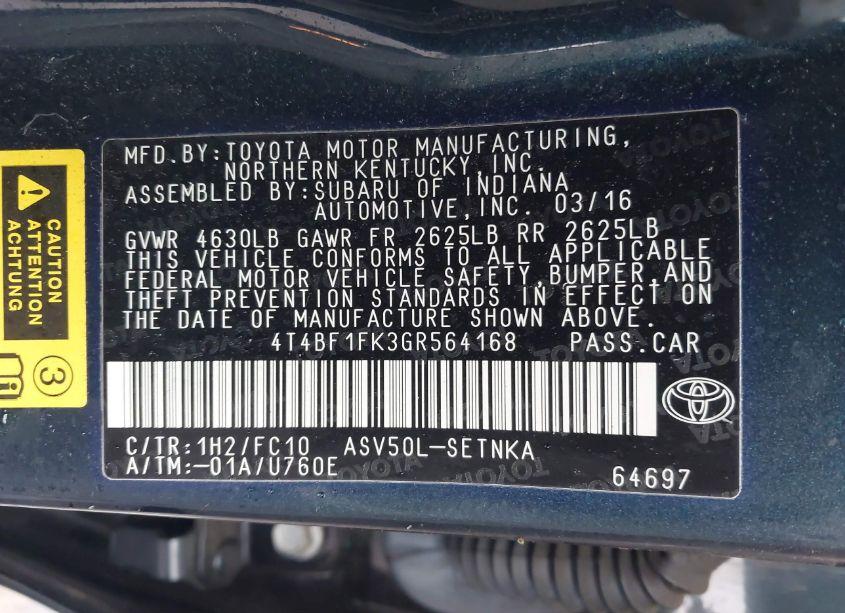 MFD.BY:TOYOTA MOTOR MANUFACTURING,
NORTHERN KENTUCKY,INC.
ASSEMBLED BY:SUBARU OF INDIANA
AUTOMOTIVE,INC. 03/16
GVWR 4630LB GAWR FR 2625LB RR 2625LB
THIS VEHICLE CONFORMS TO ALL APPLICABLE
FEDERAL MOTOR VEHICLE SAFETY,BUMPER,AND
THEFT PREVENTION STANDARDS IN EFFECT ON
THE DATE OF MANUFACTURE SHOWN ABOVE.
4T4BF1FK3GR564168 PASS.CAR
C/TR:1H2/FC10 ASV50L-SETNKA
A/TM:-01A/U760E
64697
CAUTION
ATTENTION
ACHTUNG
3